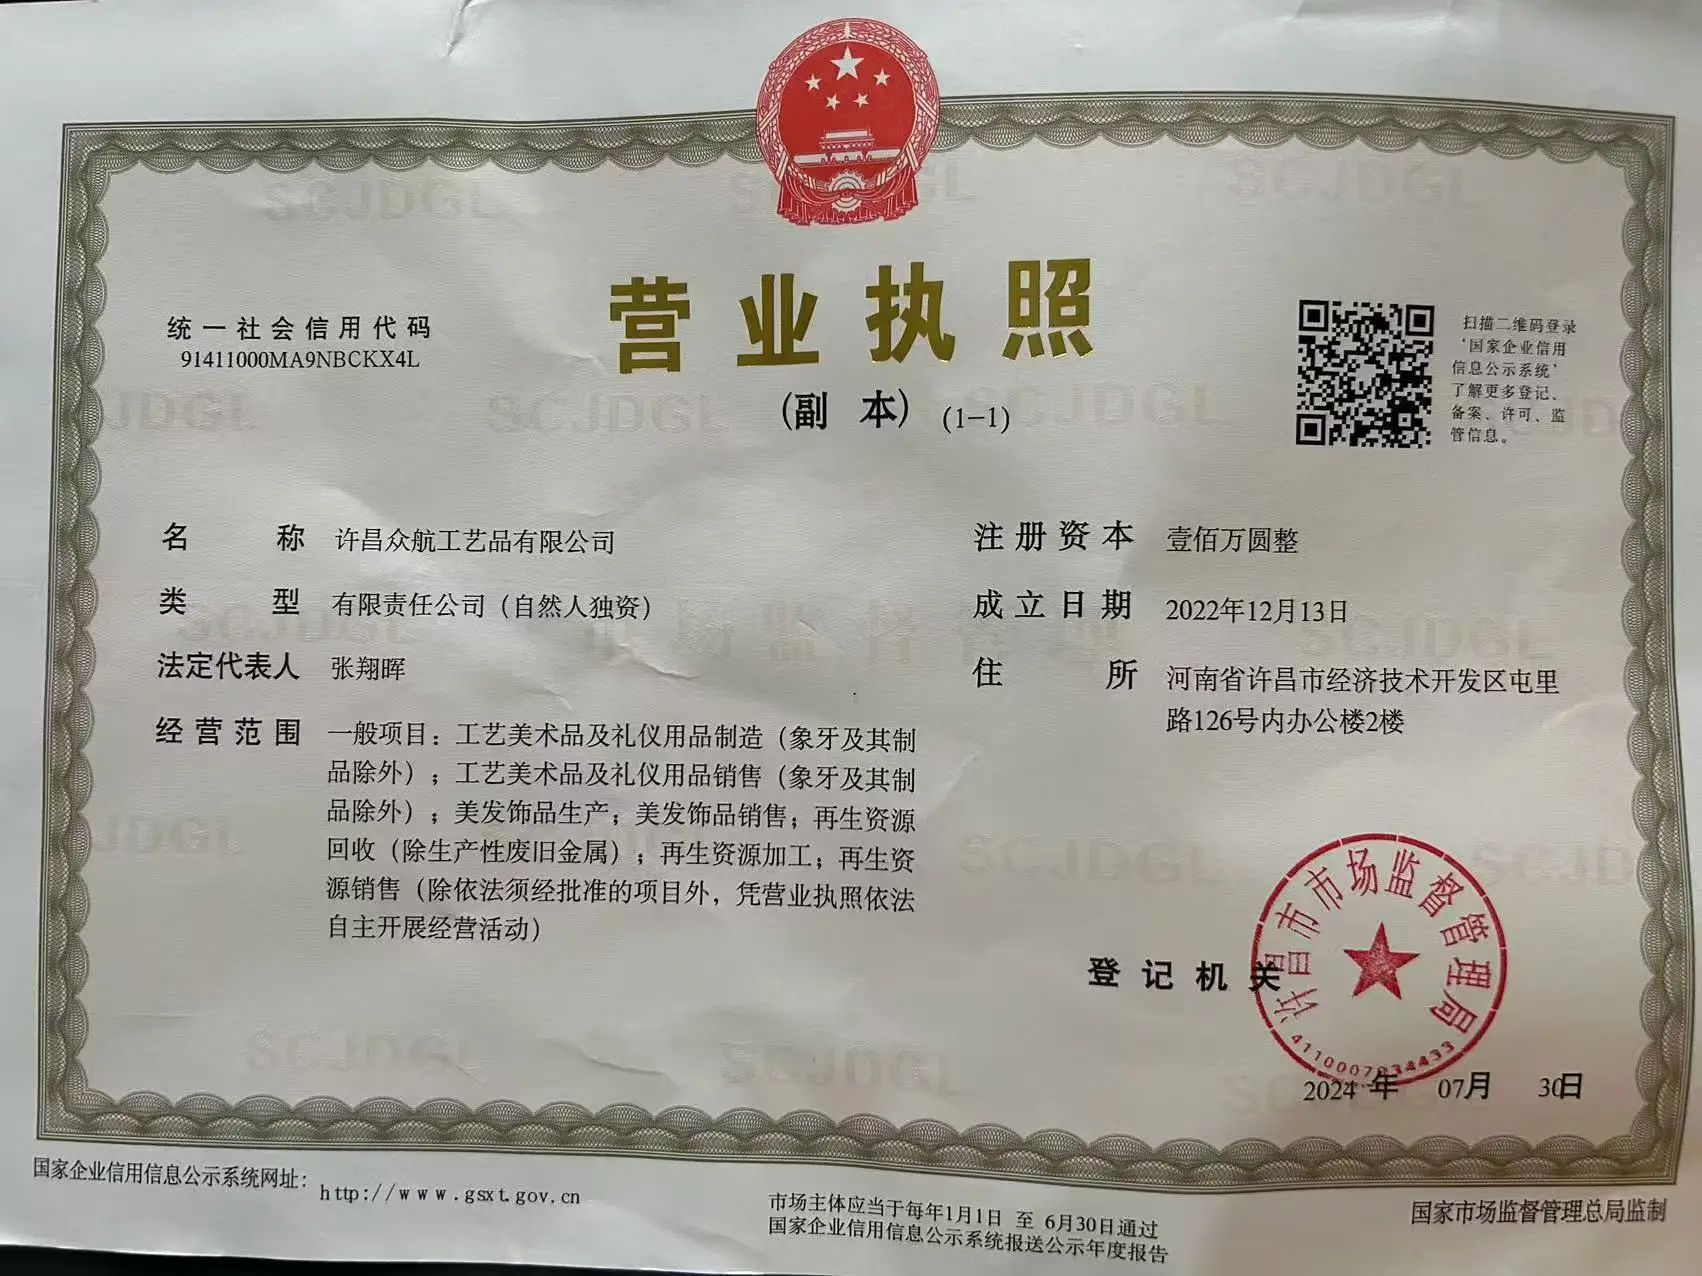 营业执照
(副 本) (1-1)
统一社会信用代码
91411000MA9NBCKX4L
扫描二维码登录
‘国家企业信用
信息公示系统’
了解更多登记、
备案、许可、监
管信息。
名 称 许昌众航工艺品有限公司
类 型 有限责任公司（自然人独资）
法定代表人 张翔晖
经营范围 一般项目：工艺美术品及礼仪用品制造（象牙及其制
品除外）；工艺美术品及礼仪用品销售（象牙及其制
品除外）；美发饰品生产；美发饰品销售；再生资源
回收（除生产性废旧金属）；再生资源加工；再生资
源销售（除依法须经批准的项目外，凭营业执照依法
自主开展经营活动）
注册资本 壹佰万圆整
成立日期 2022年12月13日
住 所 河南省许昌市经济技术开发区屯里
路126号内办公楼2楼
登记机关
许昌市市场监督管理局
2024 年 07月 30日
国家企业信用信息公示系统网址：http://www.gsxt.gov.cn
市场主体应当于每年1月1日 至 6月30日通过
国家企业信用信息公示系统报送公示年度报告
国家市场监督管理总局监制
SCJDGL